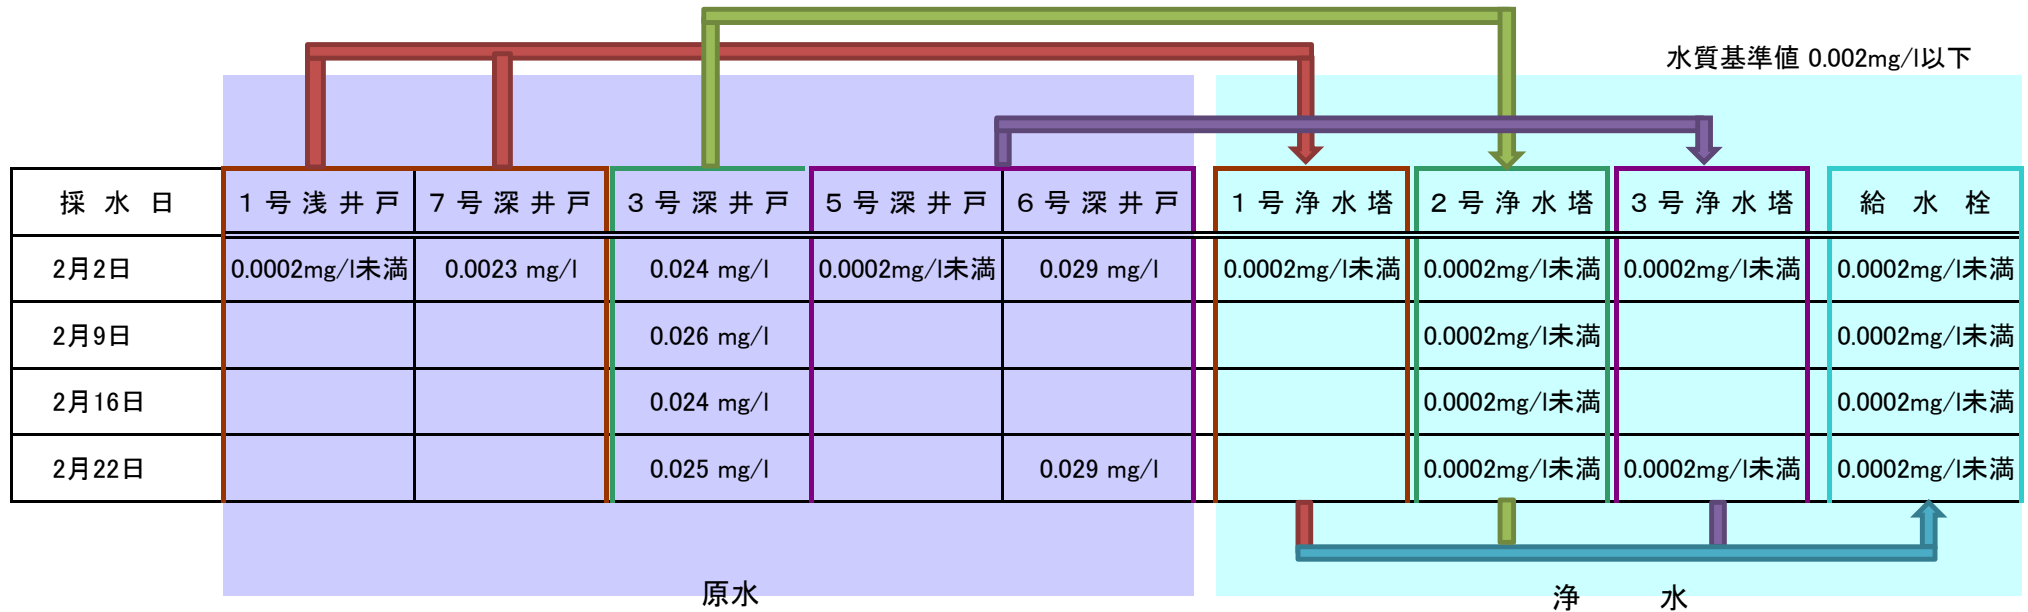 水質基準値 0.002mg/l以下
採水日 1号浅井戸 7号深井戸 3号深井戸 5号深井戸 6号深井戸 1号浄水塔 2号浄水塔 3号浄水塔 給水栓
2月2日 0.0002mg/l未満 0.0023 mg/l 0.024 mg/l 0.0002mg/l未満 0.029 mg/l 0.0002mg/l未満 0.0002mg/l未満 0.0002mg/l未満 0.0002mg/l未満
2月9日 0.026 mg/l 0.0002mg/l未満 0.0002mg/l未満
2月16日 0.024 mg/l 0.0002mg/l未満 0.0002mg/l未満
2月22日 0.025 mg/l 0.029 mg/l 0.0002mg/l未満 0.0002mg/l未満 0.0002mg/l未満
原水 浄水